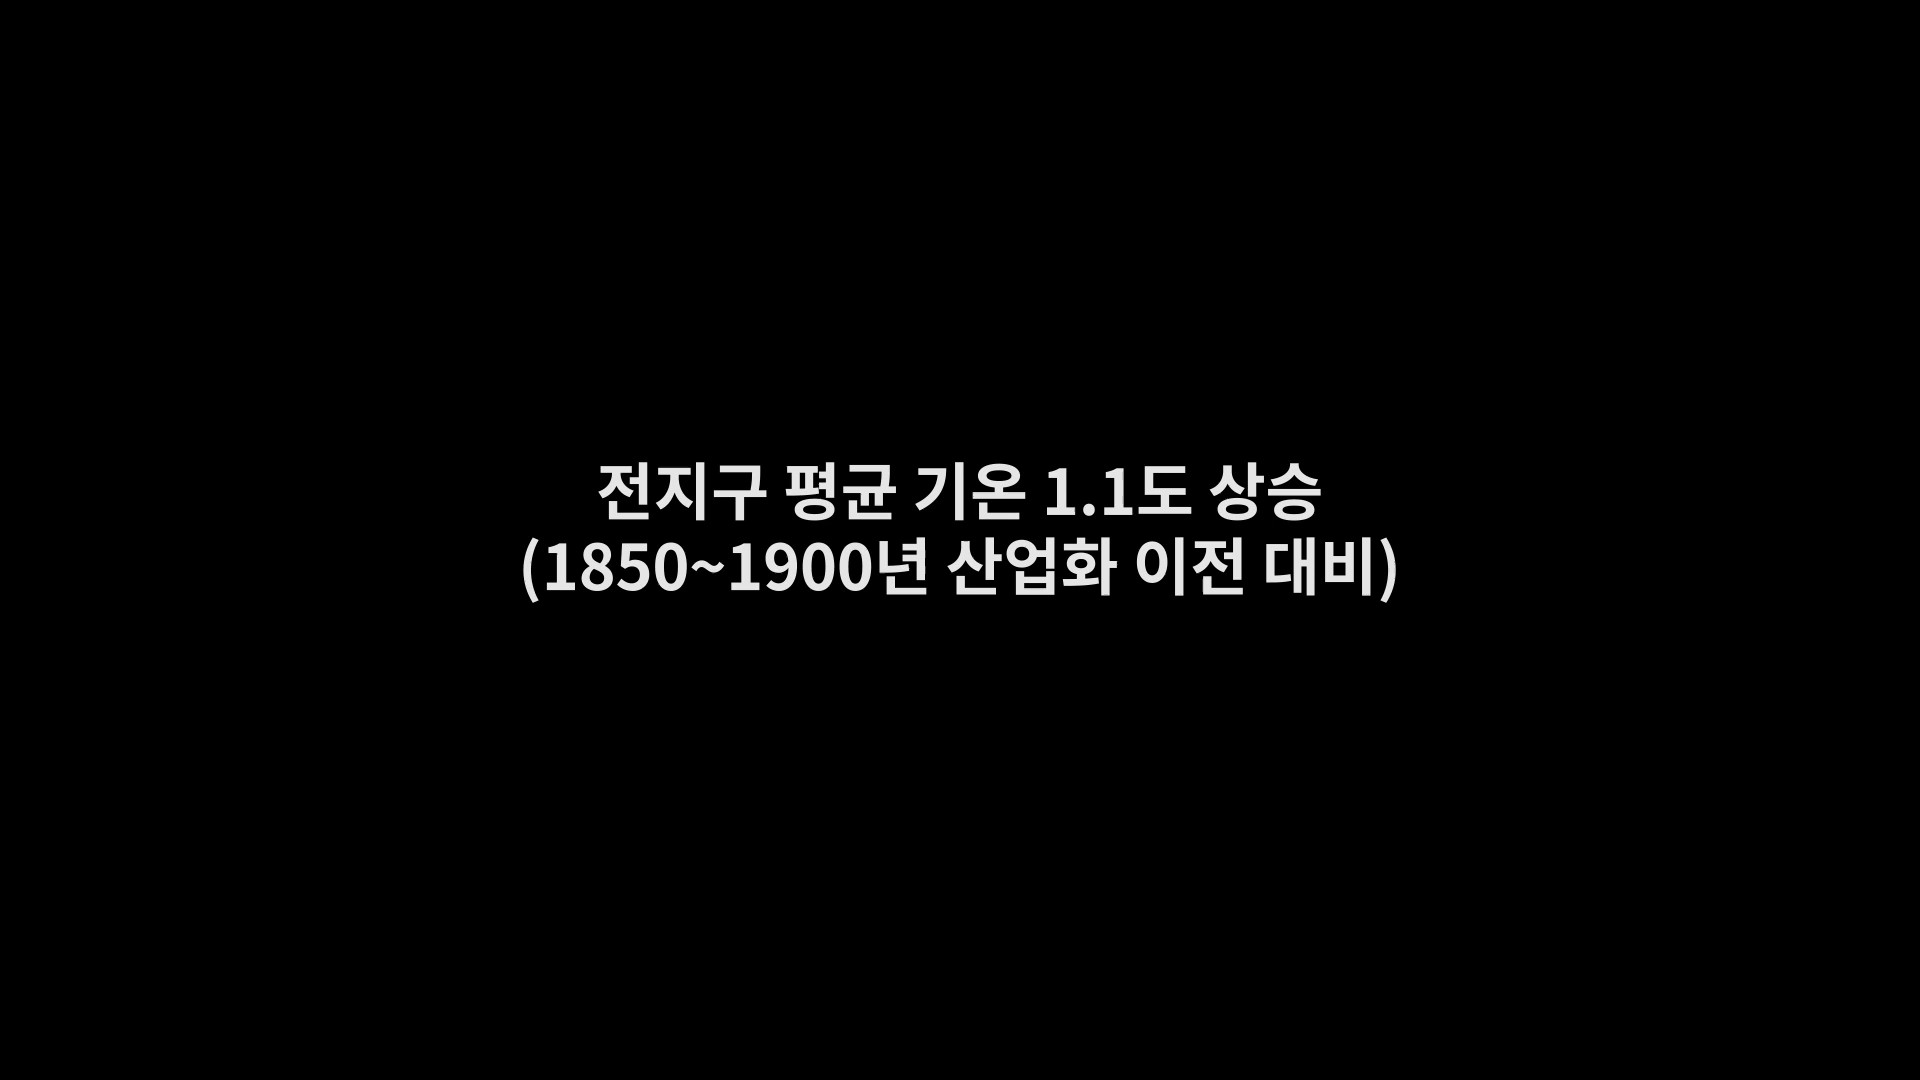 전지구 평균 기온 1.1도 상승
(1850~1900년 산업화 이전 대비)